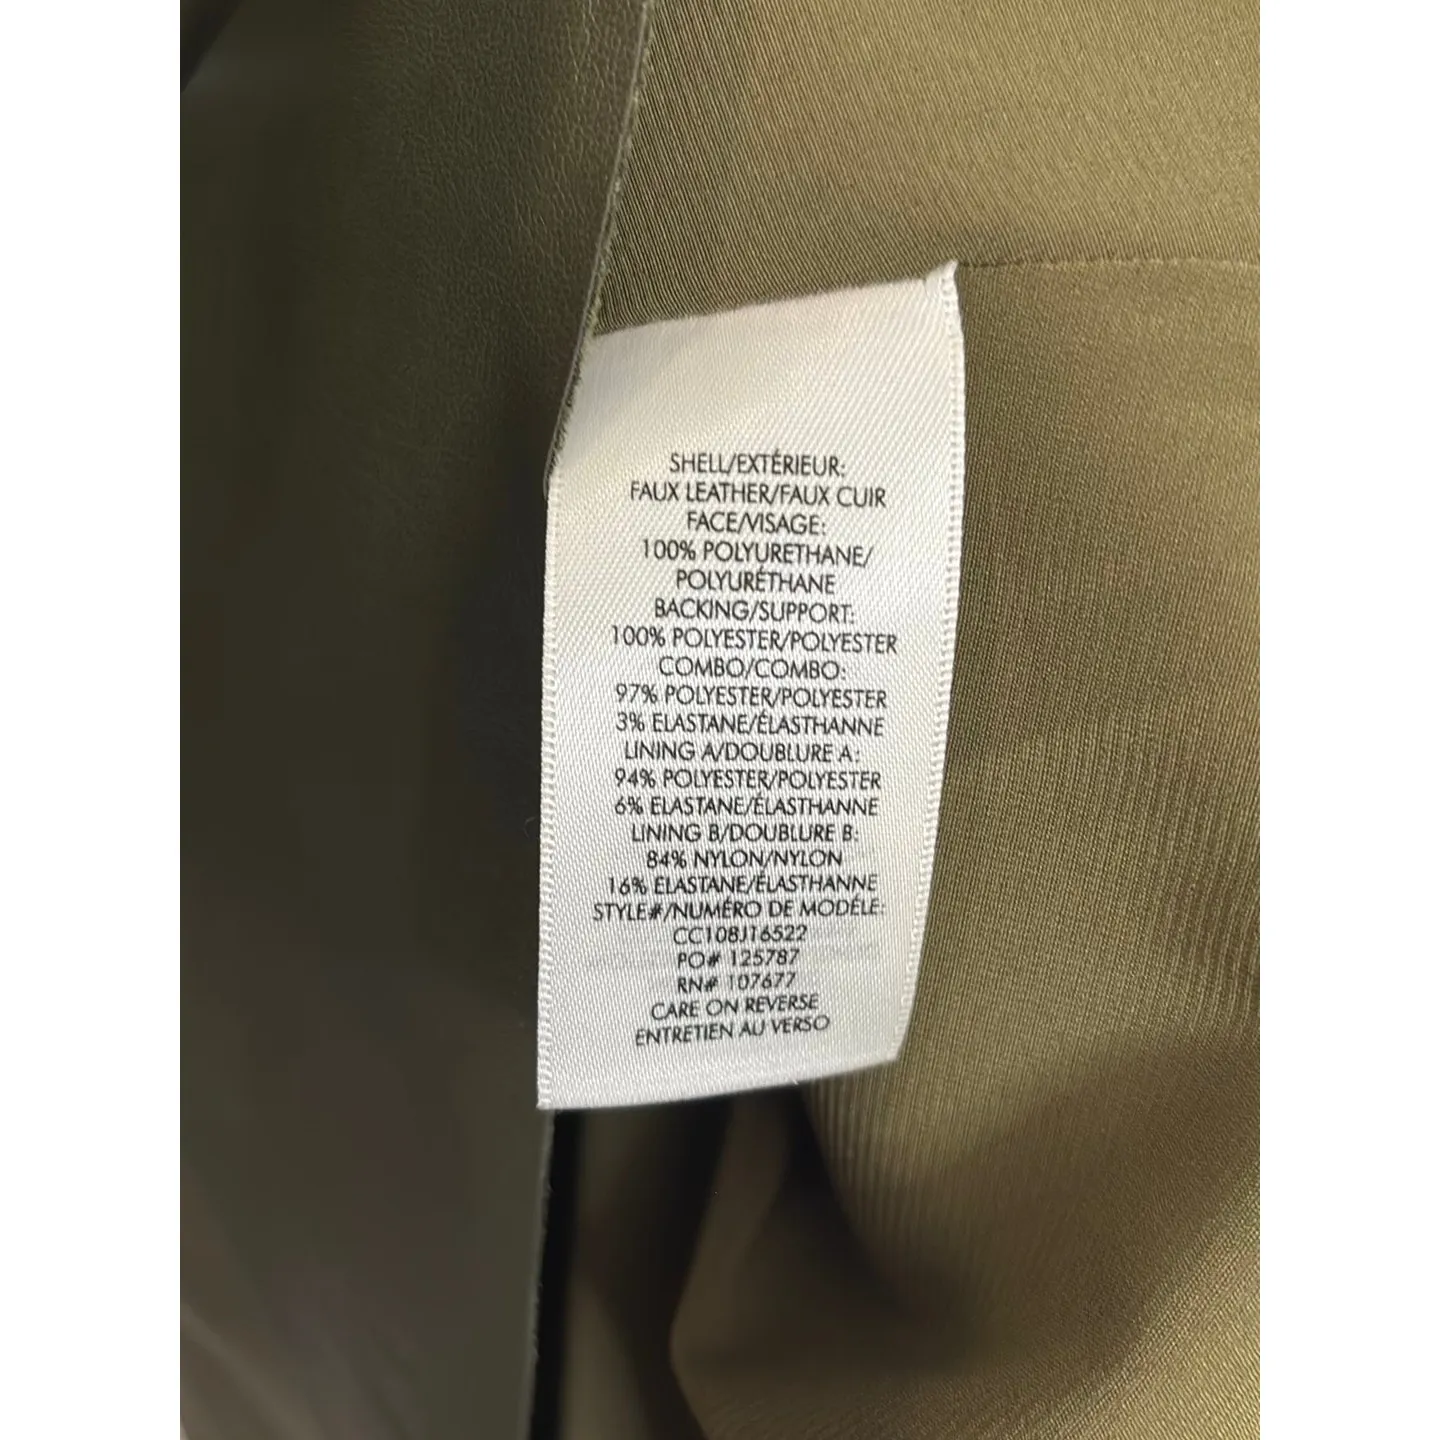 SHELL/EXTÉRIEUR:
FAUX LEATHER/FAUX CUIR
FACE/VISAGE:
100% POLYURETHANE/
POLYURÉTHANE
BACKING/SUPPORT:
100% POLYESTER/POLYESTER
COMBO/COMBO:
97% POLYESTER/POLYESTER
3% ELASTANE/ÉLASTHANNE
LINING A/DOUBLURE A:
94% POLYESTER/POLYESTER
6% ELASTANE/ÉLASTHANNE
LINING B/DOUBLURE B:
84% NYLON/NYLON
16% ELASTANE/ÉLASTHANNE
STYLE#/NUMÉRO DE MODÉLE:
CC108J16522
PO# 125787
RN# 107677
CARE ON REVERSE
ENTRETIEN AU VERSO